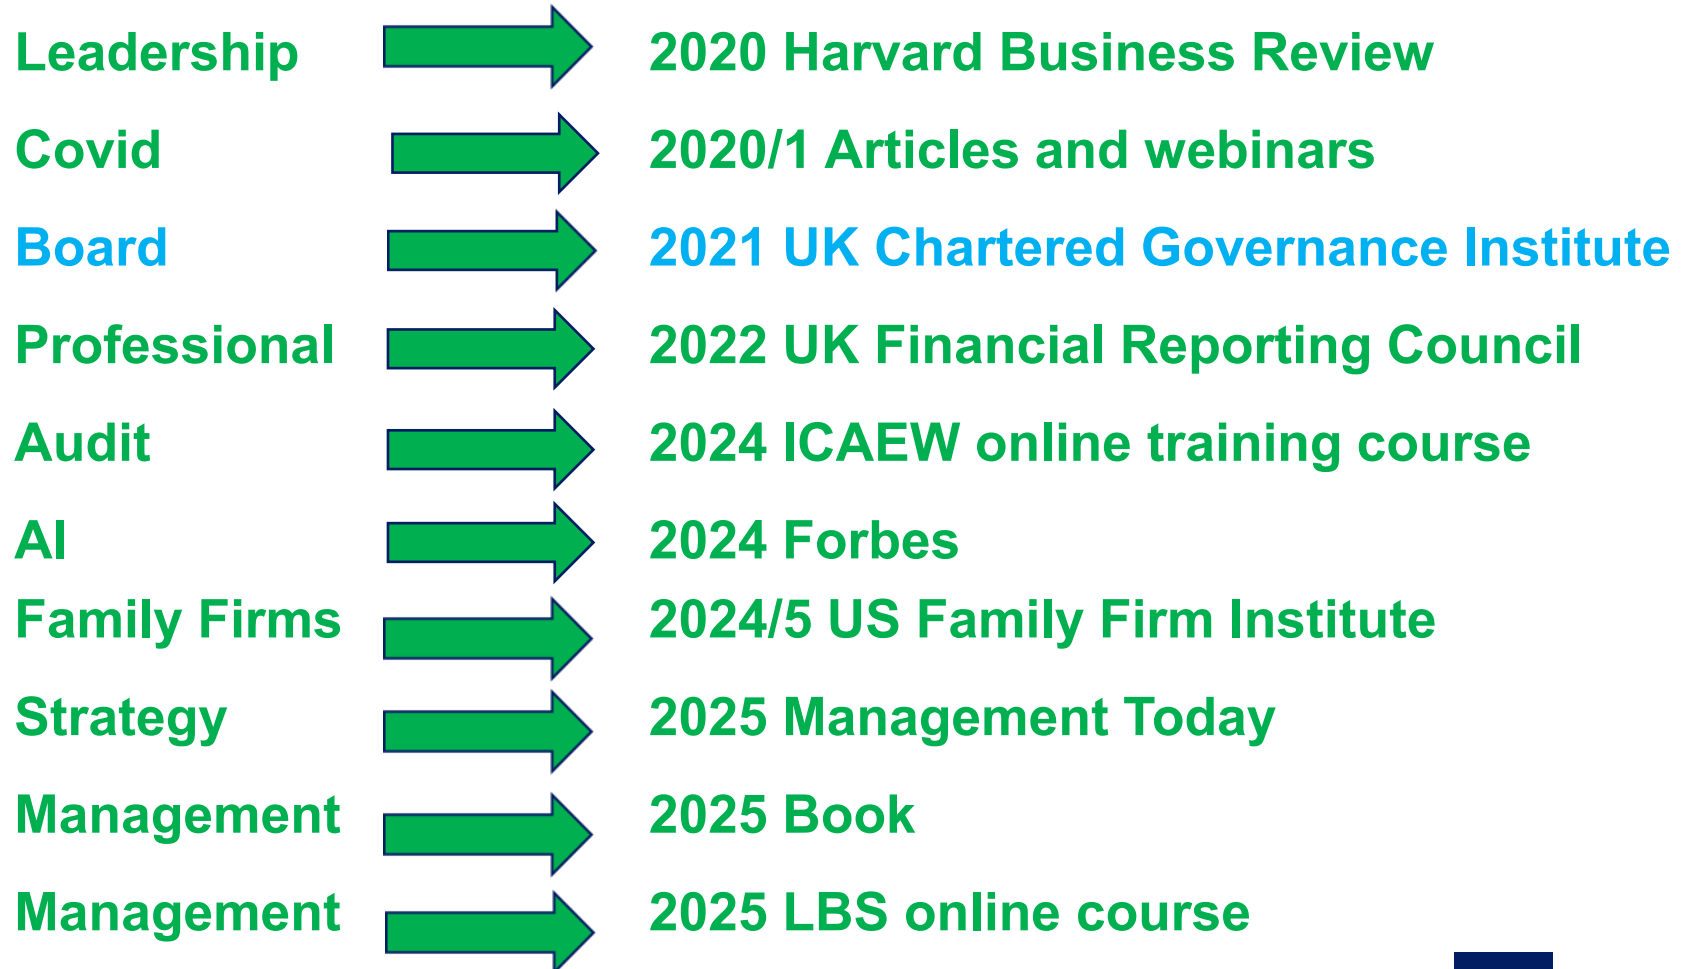 Leadership 2020 Harvard Business Review
Covid 2020/1 Articles and webinars
Board 2021 UK Chartered Governance Institute
Professional 2022 UK Financial Reporting Council
Audit 2024 ICAEW online training course
AI 2024 Forbes
Family Firms 2024/5 US Family Firm Institute
Strategy 2025 Management Today
Management 2025 Book
Management 2025 LBS online course